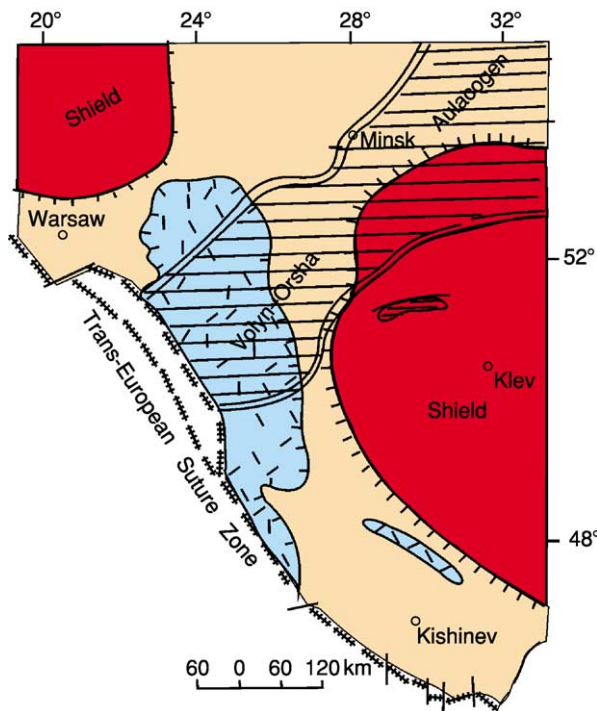 20° 24° 28° 32°
Shield
Aulacogen
Minsk
Warsaw
52°
Volyn-Orsha
Klev
Shield
Trans-European Suture Zone
48°
Kishinev
60 0 60 120 km